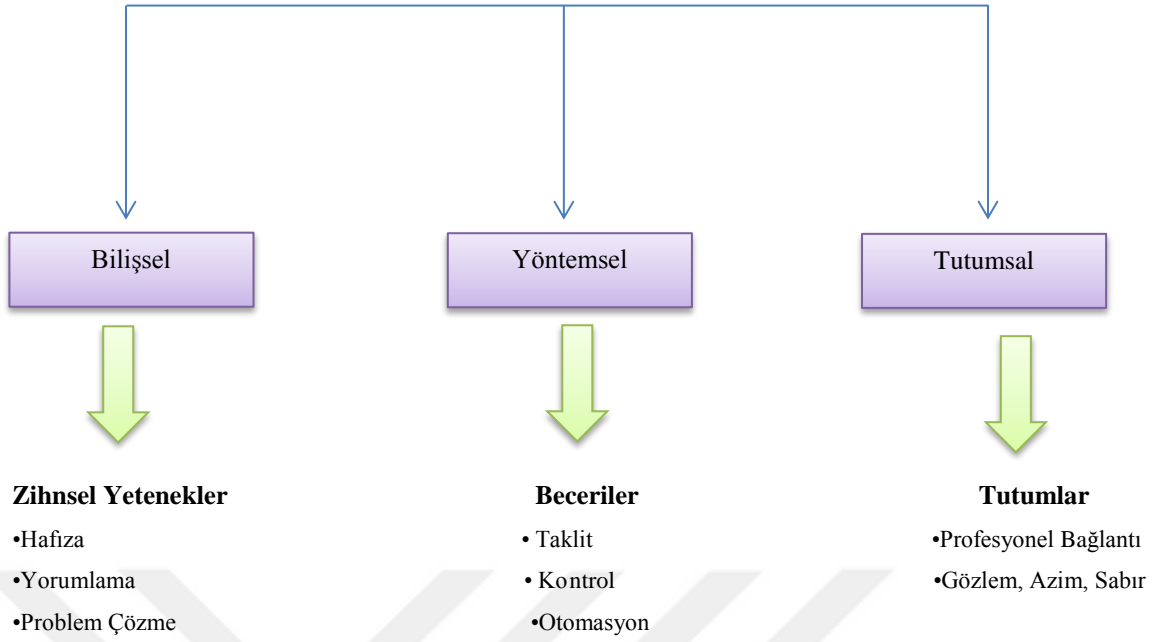 Bilişsel
Yöntemsel
Tutumsal
Zihnsel Yetenekler
•Hafıza
•Yorumlama
•Problem Çözme
Beceriler
• Taklit
• Kontrol
•Otomasyon
Tutumlar
•Profesyonel Bağlantı
•Gözlem, Azim, Sabır